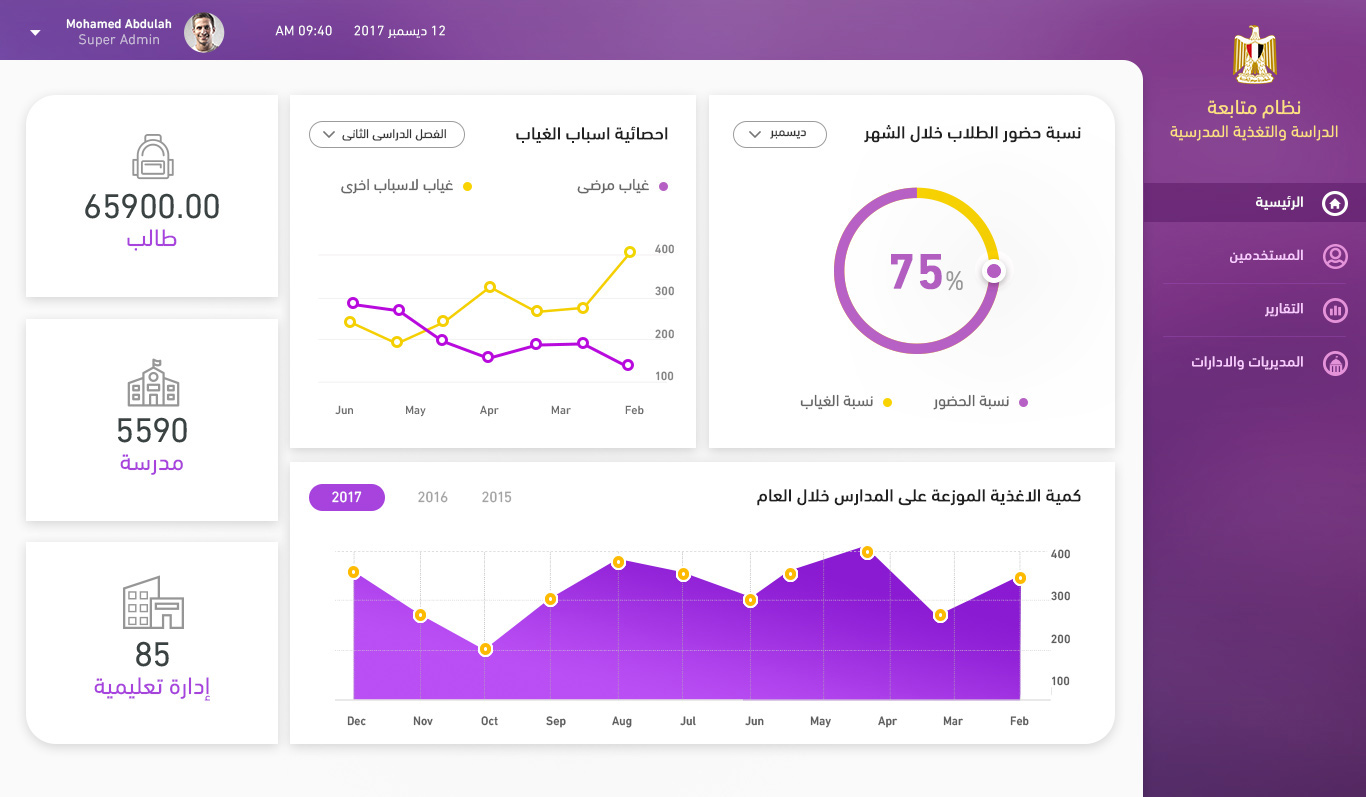 نظام متابعة
الدراسة والتغذية المدرسية
الرئيسية
المستخدمين
التقارير
المديريات والادارات
12 ديسمبر 2017
09:40 AM
Mohamed Abdulah
Super Admin
نسبة حضور الطلاب خلال الشهر
ديسمبر
75%
نسبة الحضور
نسبة الغياب
احصائية اسباب الغياب
الفصل الدراسى الثانى
غياب مرضى
غياب لاسباب اخرى
400
300
200
100
Jun May Apr Mar Feb
65900.00
طالب
5590
مدرسة
85
إدارة تعليمية
كمية الاغذية الموزعة على المدارس خلال العام
2017 2016 2015
400
300
200
100
Dec Nov Oct Sep Aug Jul Jun May Apr Mar Feb